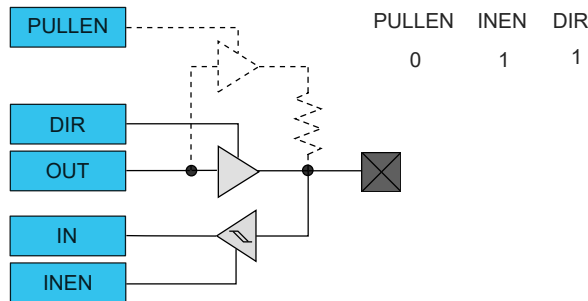 PULLEN
PULLEN INEN DIR
0 1 1
DIR
OUT
IN
INEN